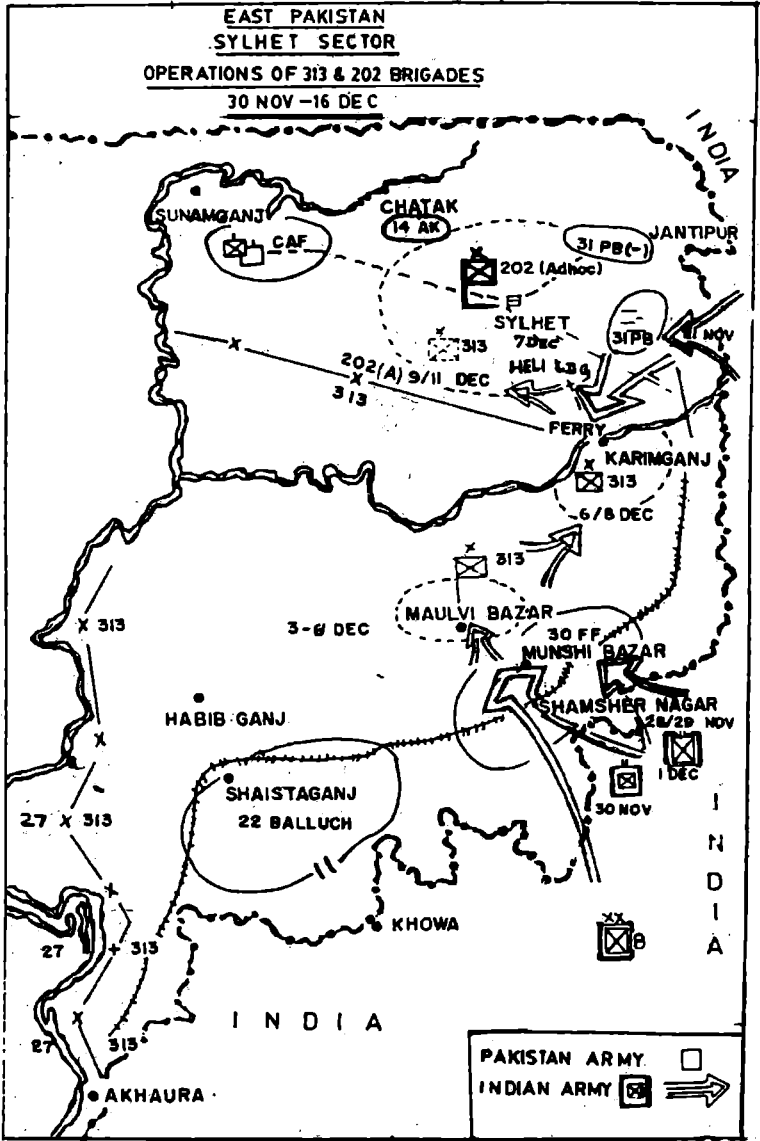 EAST PAKISTAN
SYLHET SECTOR
OPERATIONS OF 313 & 202 BRIGADES
30 NOV-16 DEC
INDIA
SUNAMGANJ
CAF
CHATAK
14 AK
31 PB(-)
JANTIPUR
202 (Adhoc)
SYLHET
7 DEC
HELI LDG
313
31 PB
NOV
202(A) 9/11 DEC
313
FERRY
KARIMGANJ
313
6/8 DEC
313
MAULVI BAZAR
3-6 DEC
30 FF
MUNSHI BAZAR
SHAMSHER NAGAR
28/29 NOV
1 DEC
30 NOV
313
HABIB GANJ
SHAISTAGANJ
22 BALLUCH
27 313
KHOWA
INDIA
8
27 313
INDIA
27 313
AKHAURA
PAKISTAN ARMY
INDIAN ARMY